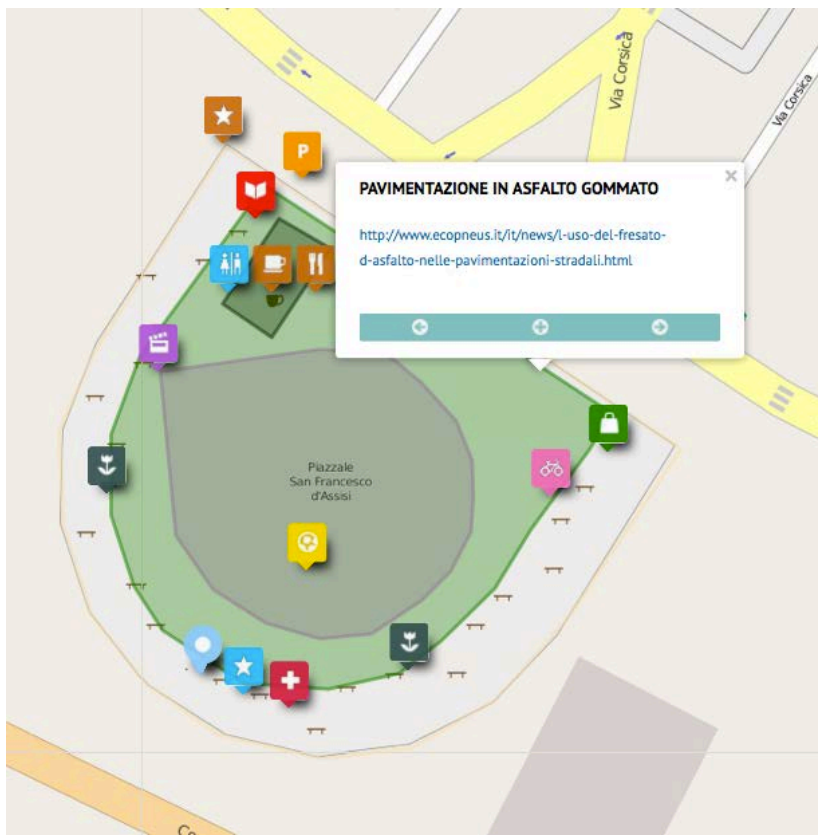 Via Corsica
Via Corsica
P
PAVIMENTAZIONE IN ASFALTO GOMMATO
http://www.ecopneus.it/it/news/l-uso-del-fresato-
d-asfalto-nelle-pavimentazioni-stradali.html
Piazzale
San Francesco
d'Assisi